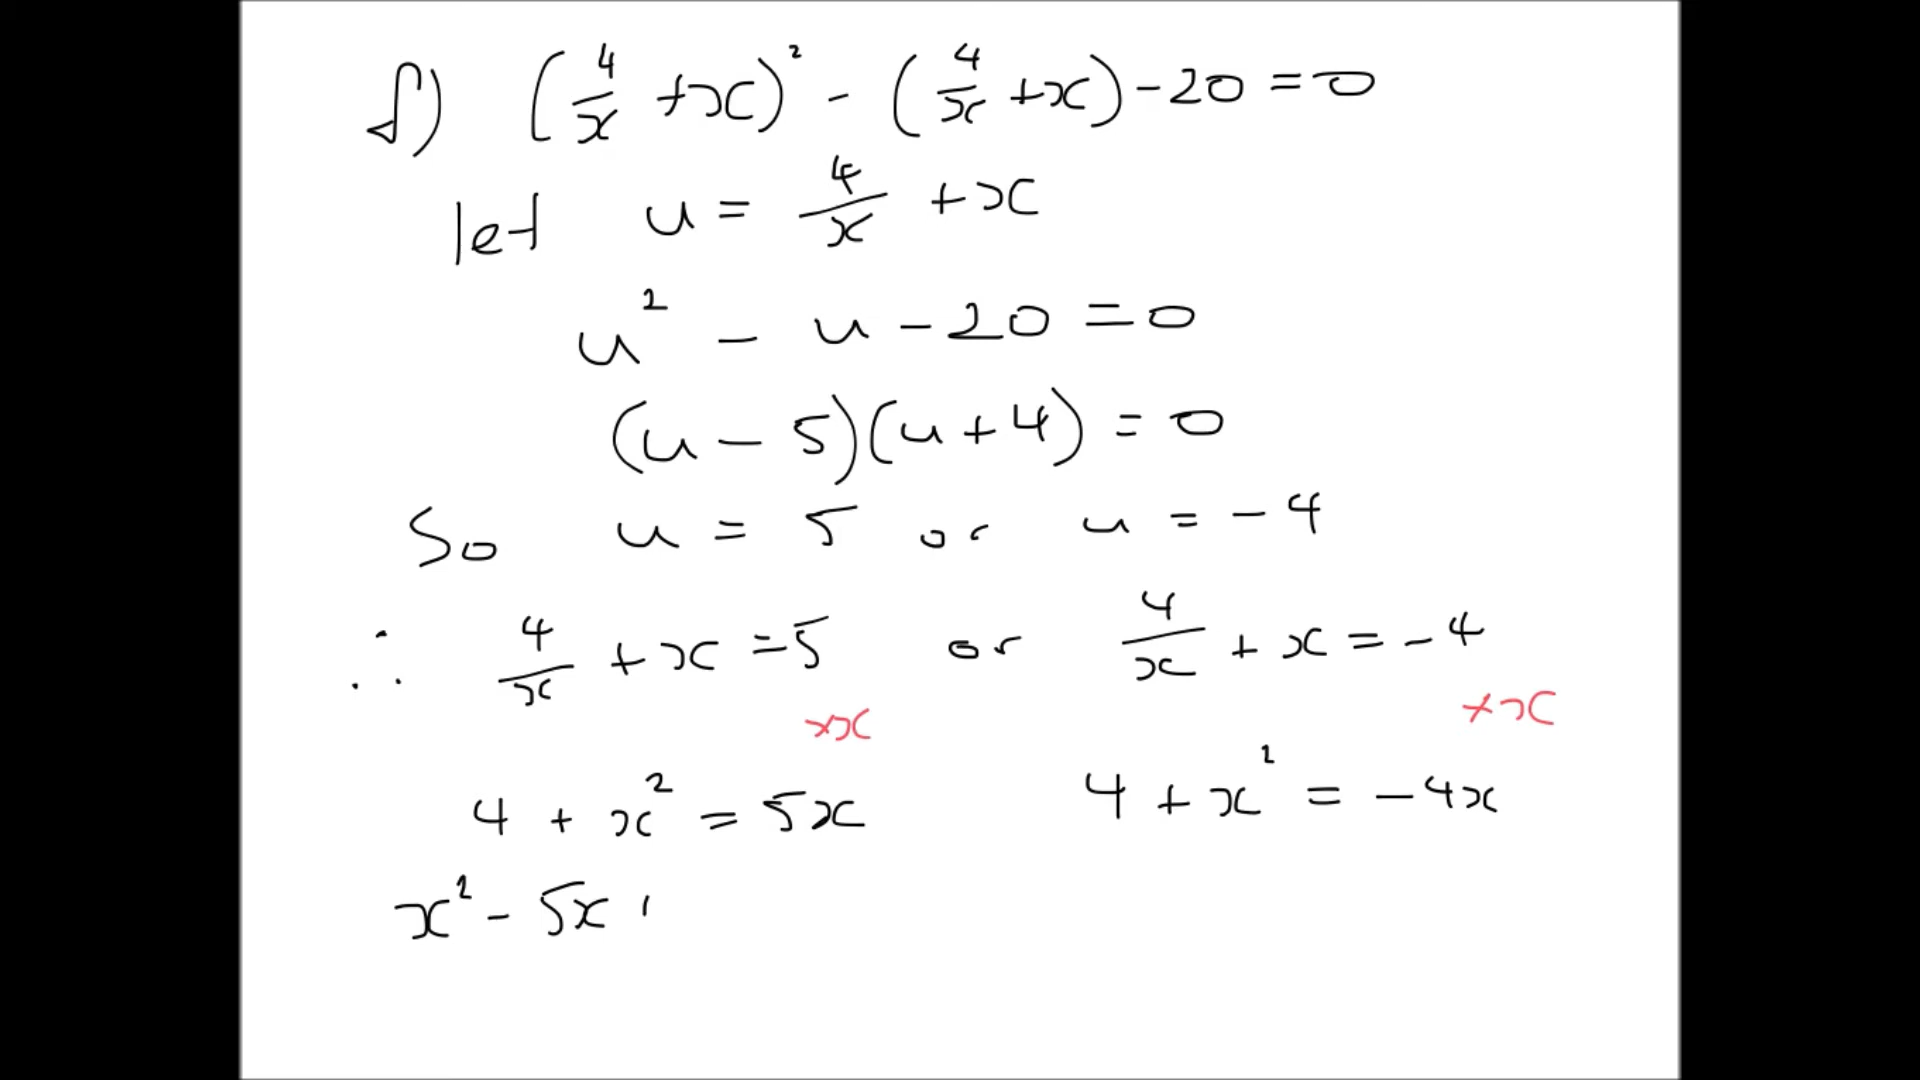 f) (4/x + x)² - (4/x + x) - 20 = 0
let u = 4/x + x
u² - u - 20 = 0
(u - 5)(u + 4) = 0
So u = 5 or u = -4
∴ 4/x + x = 5 or 4/x + x = -4
×x ×x
4 + x² = 5x 4 + x² = -4x
x² - 5x